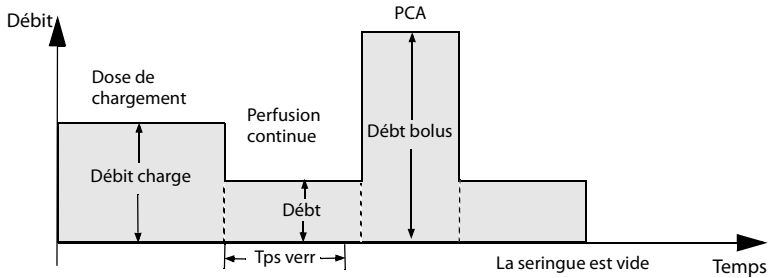 PCA
Débit
Dose de
chargement
Perfusion
continue
Débt bolus
Débit charge
Débt
Tps verr
La seringue est vide
Temps